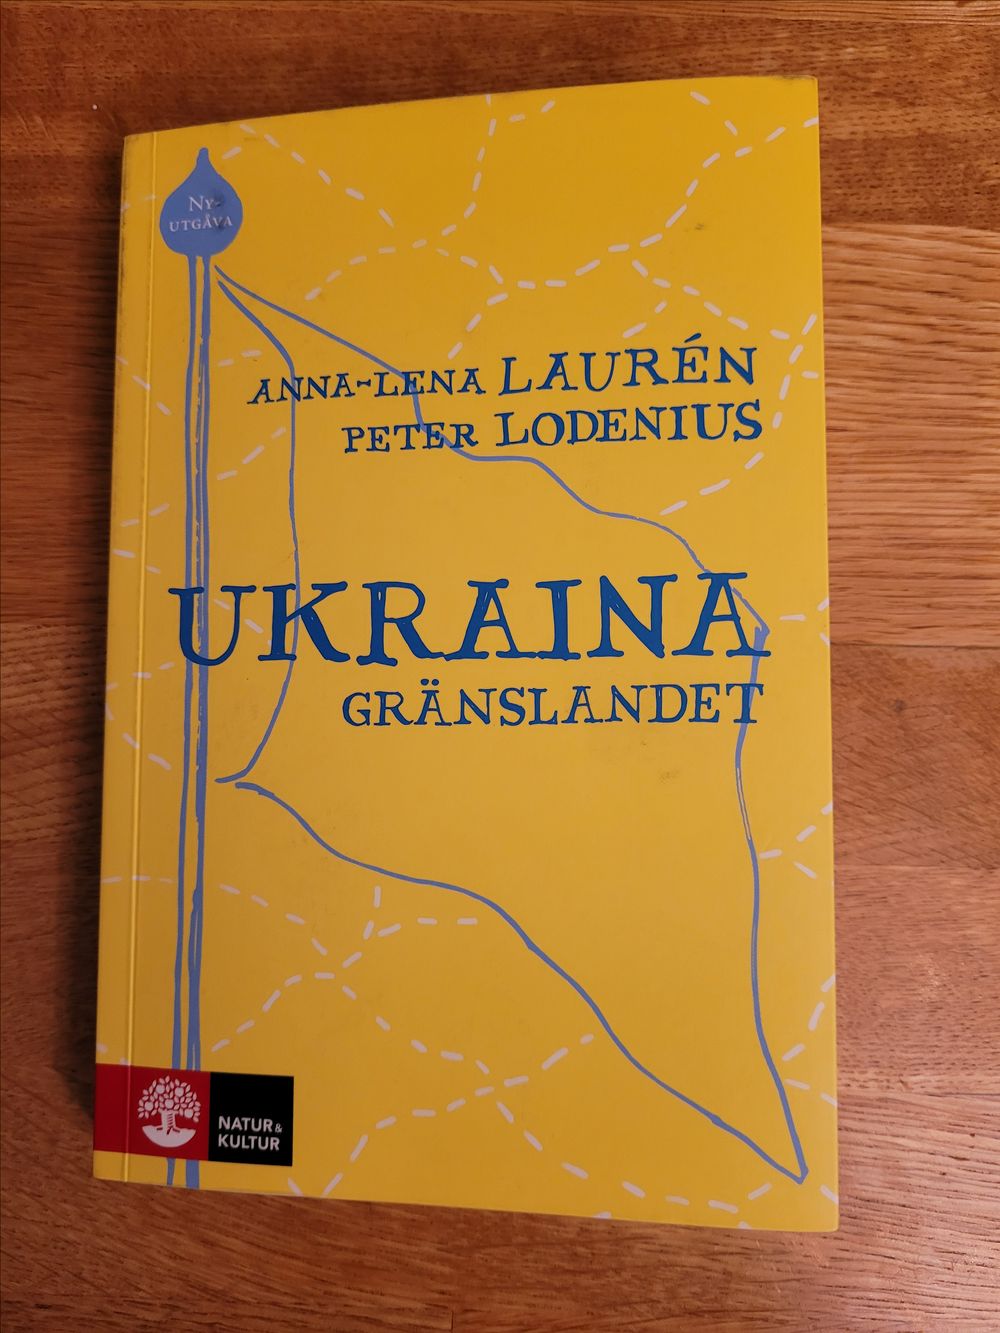 NY-
UTGÅVA
ANNA-LENA LAURÉN
PETER LODENIUS
UKRAINA
GRÄNSLANDET
NATUR&
KULTUR